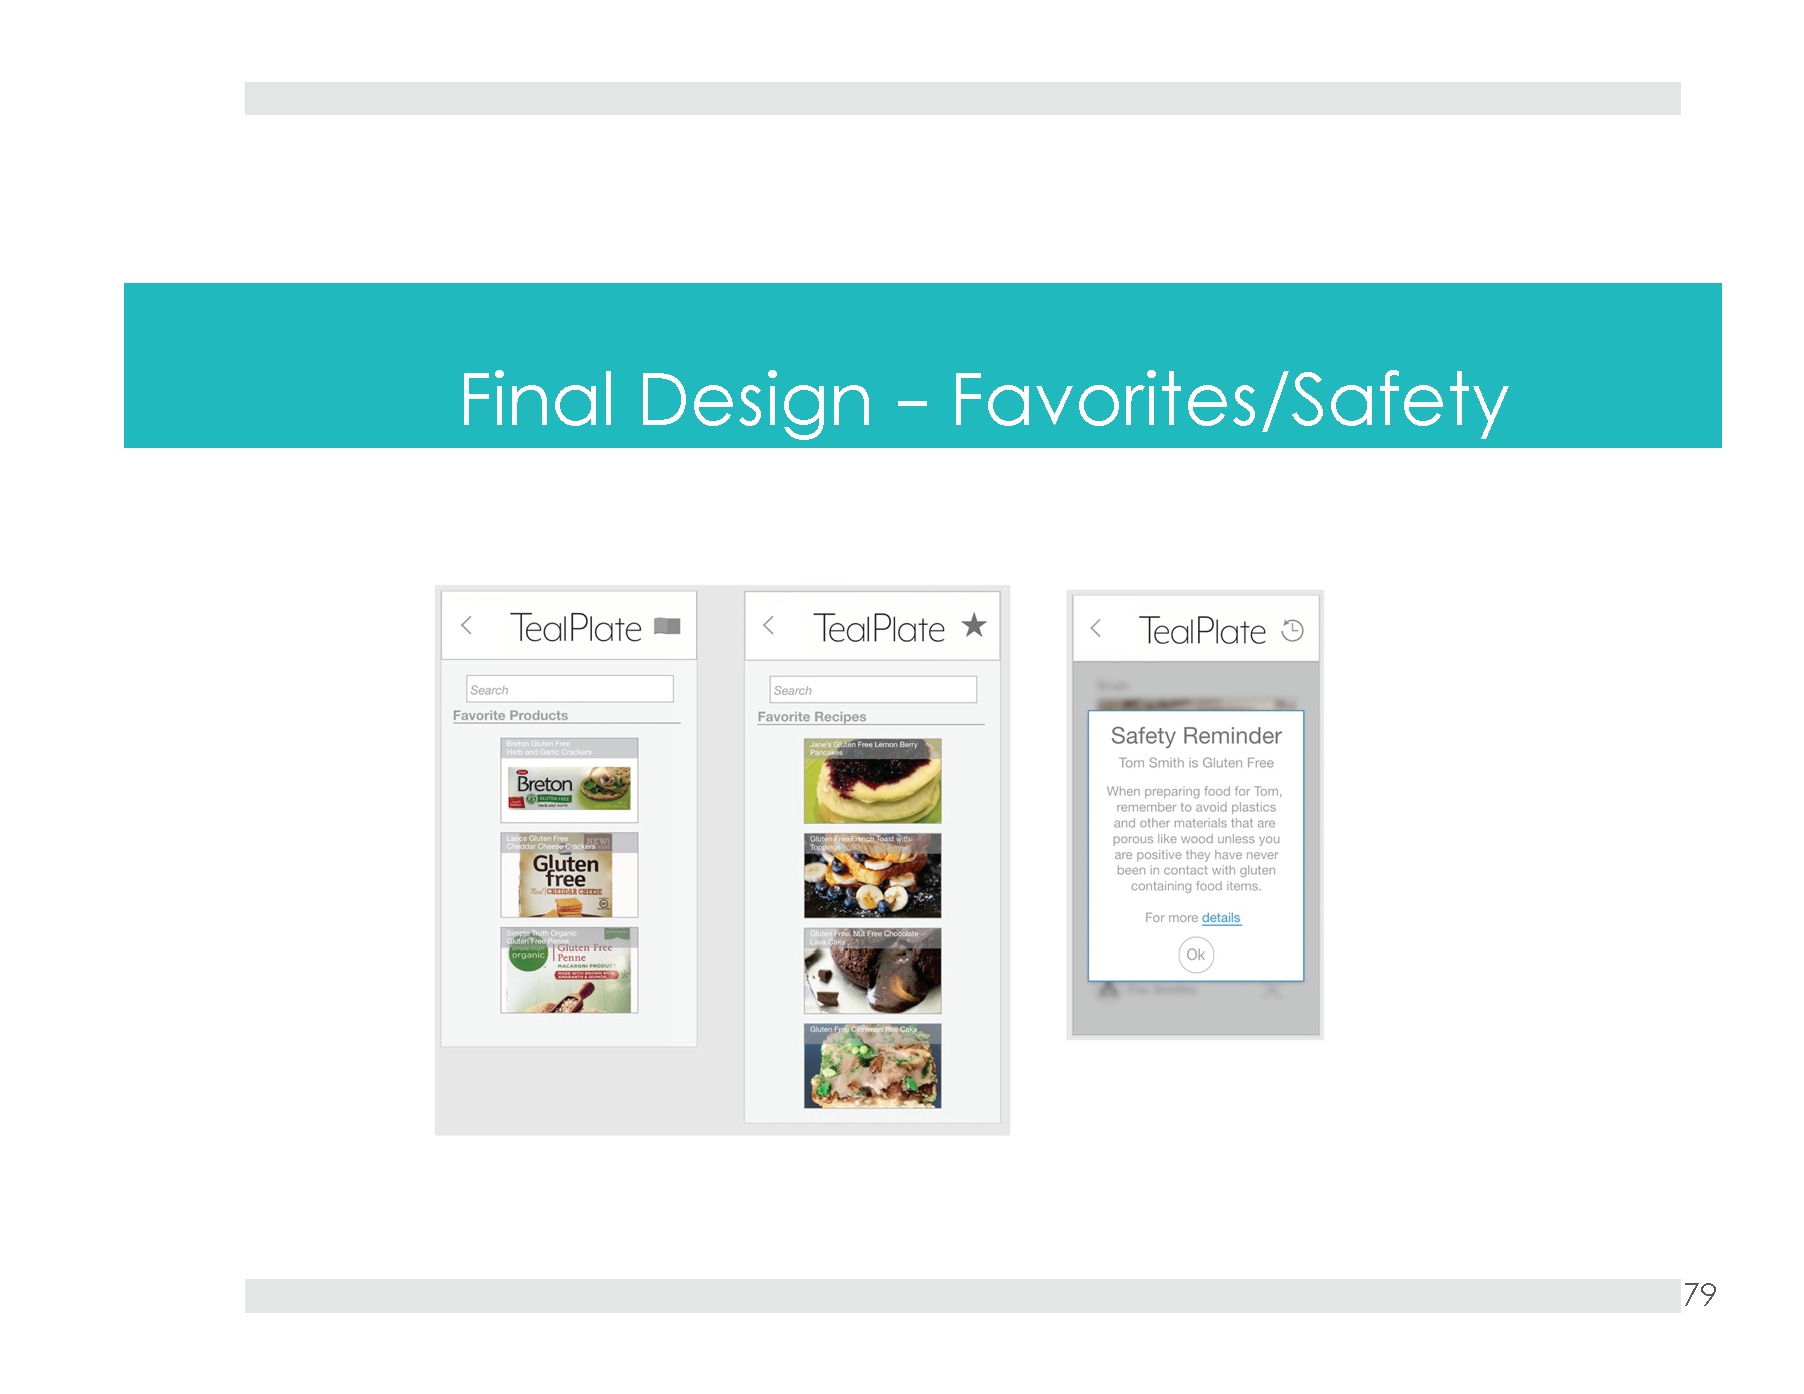 Final Design – Favorites/Safety
TealPlate
Search
Favorite Products
Breton Gluten Free
Herb and Garlic Crackers
Breton
GLUTEN FREE
Lance Gluten Free
Cheddar Cheese Crackers
NEW!
Gluten
free
Real CHEDDAR CHEESE
Simple Truth Organic
Gluten Free Penne
simple truth
organic
Gluten Free
Penne
MACARONI PRODUCT
MADE WITH BROWN RICE,
AMARANTH & QUINOA
TealPlate
Search
Favorite Recipes
Jane's Gluten Free Lemon Berry
Pancakes
Gluten Free French Toast with
Toppings
Gluten Free, Nut Free Chocolate
Lava Cake
Gluten Free Cinnamon Roll Cake
TealPlate
Safety Reminder
Tom Smith is Gluten Free
When preparing food for Tom,
remember to avoid plastics
and other materials that are
porous like wood unless you
are positive they have never
been in contact with gluten
containing food items.
For more details
Ok
79